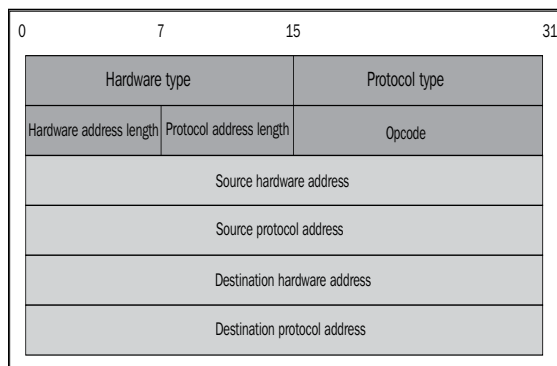 0 7 15 31
Hardware type Protocol type
Hardware address length Protocol address length Opcode
Source hardware address
Source protocol address
Destination hardware address
Destination protocol address